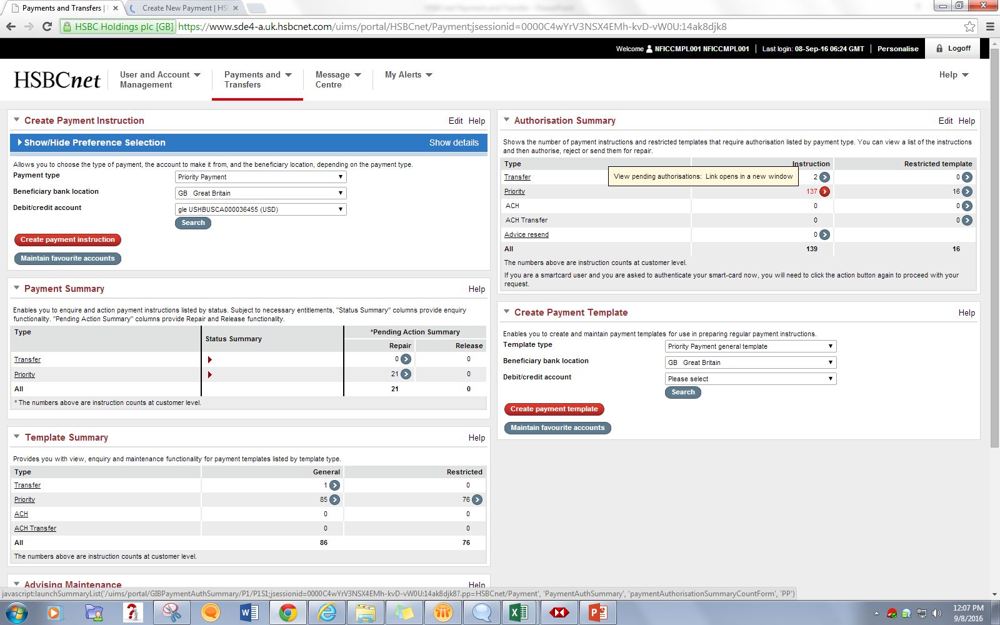 Payments and Transfers |
Create New Payment | HS
HSBC Holdings plc [GB] https://www.sde4-a.uk.hsbcnet.com/uims/portal/HSBCnet/Payment;jsessionid=0000C4wYrV3NSX4EMh-kvD-vW0U:14ak8djk8
Welcome NFICCMPL001 NFICCMPL001 Last login: 08-Sep-16 06:24 GMT Personalise Logoff
HSBCnet
User and Account Management
Payments and Transfers
Message Centre
My Alerts
Help
Create Payment Instruction Edit Help
Show/Hide Preference Selection Show details
Allows you to choose the type of payment, the account to make it from, and the beneficiary location, depending on the payment type.
Payment type Priority Payment
Beneficiary bank location GB Great Britain
Debit/credit account gle USHBUSCA000036455 (USD)
Search
Create payment instruction
Maintain favourite accounts
Payment Summary Help
Enables you to enquire and action payment instructions listed by status. Subject to necessary entitlements, "Status Summary" columns provide enquiry
functionality. "Pending Action Summary" columns provide Repair and Release functionality.
Type Status Summary *Pending Action Summary
Repair Release
Transfer 0 0
Priority 21 0
All 21 0
* The numbers above are instruction counts at customer level.
Template Summary Help
Provides you with view, enquiry and maintenance functionality for payment templates listed by template type.
Type General Restricted
Transfer 1 0
Priority 85 76
ACH 0 0
ACH Transfer 0 0
All 86 76
The numbers above are instruction counts at customer level.
Advising Maintenance Help
Authorisation Summary Edit Help
Shows the number of payment instructions and restricted templates that require authorisation listed by payment type. You can view a list of the instructions
and then authorise, reject or send them for repair.
Type Instruction Restricted template
View pending authorisations: Link opens in a new window
Transfer 2 0
Priority 137 16
ACH 0 0
ACH Transfer 0 0
Advice resend 0
All 139 16
The numbers above are instruction counts at customer level.
If you are a smartcard user and you are asked to authenticate your smart-card now, you will need to click the action button again to proceed with your
request.
Create Payment Template Help
Enables you to create and maintain payment templates for use in preparing regular payment instructions.
Template type Priority Payment general template
Beneficiary bank location GB Great Britain
Debit/credit account Please select
Search
Create payment template
Maintain favourite accounts
javascript:launchSummaryList('/uims/portal/GIBPaymentAuthSummary/P1/P1S1;jsessionid=0000C4wYrV3NSX4EMh-kvD-vW0U:14ak8djk8?.pp=HSBCnet/Payment', 'PaymentAuthSummary', 'paymentAuthorisationSummaryCountForm', 'PP')
12:07 PM
9/8/2016